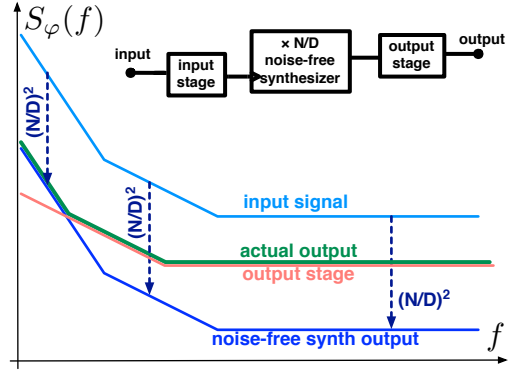 Sφ(f)
input
input
stage
× N/D
noise-free
synthesizer
output
stage
output
(N/D)²
(N/D)²
input signal
actual output
output stage
(N/D)²
noise-free synth output
f